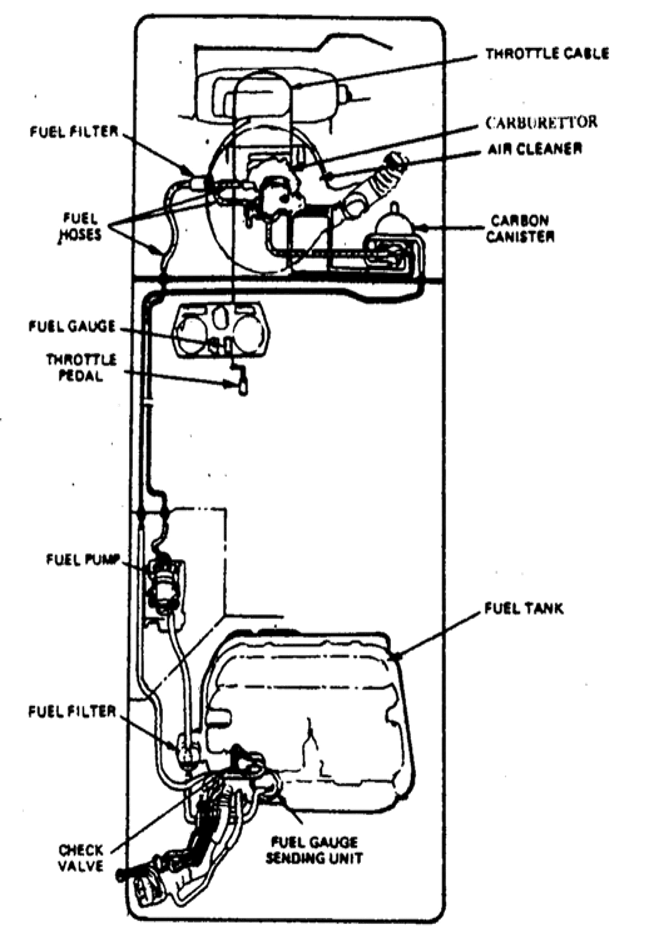 THROTTLE CABLE
CARBURETTOR
FUEL FILTER
AIR CLEANER
FUEL
HOSES
CARBON
CANISTER
FUEL GAUGE
THROTTLE
PEDAL
FUEL PUMP
FUEL TANK
FUEL FILTER
CHECK
VALVE
FUEL GAUGE
SENDING UNIT